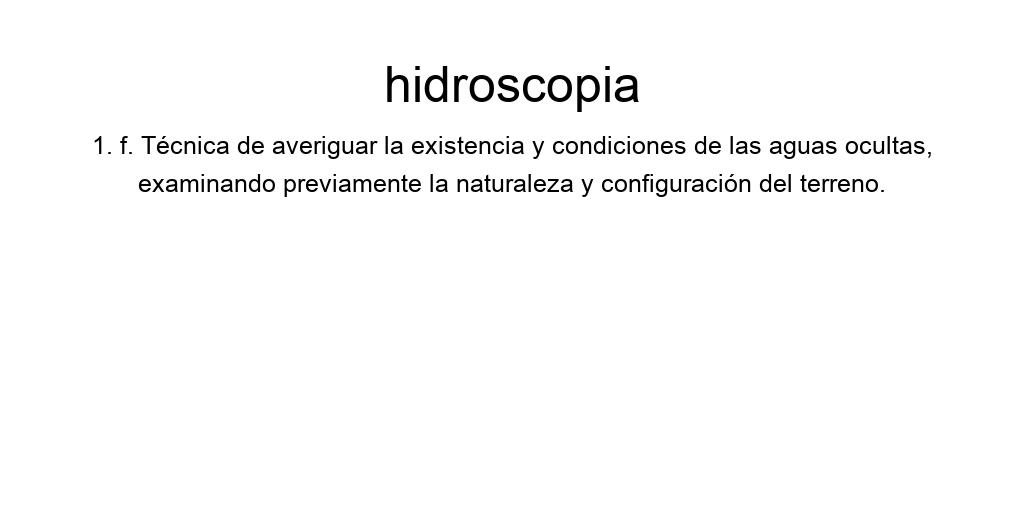 hidroscopia
1. f. Técnica de averiguar la existencia y condiciones de las aguas ocultas,
examinando previamente la naturaleza y configuración del terreno.